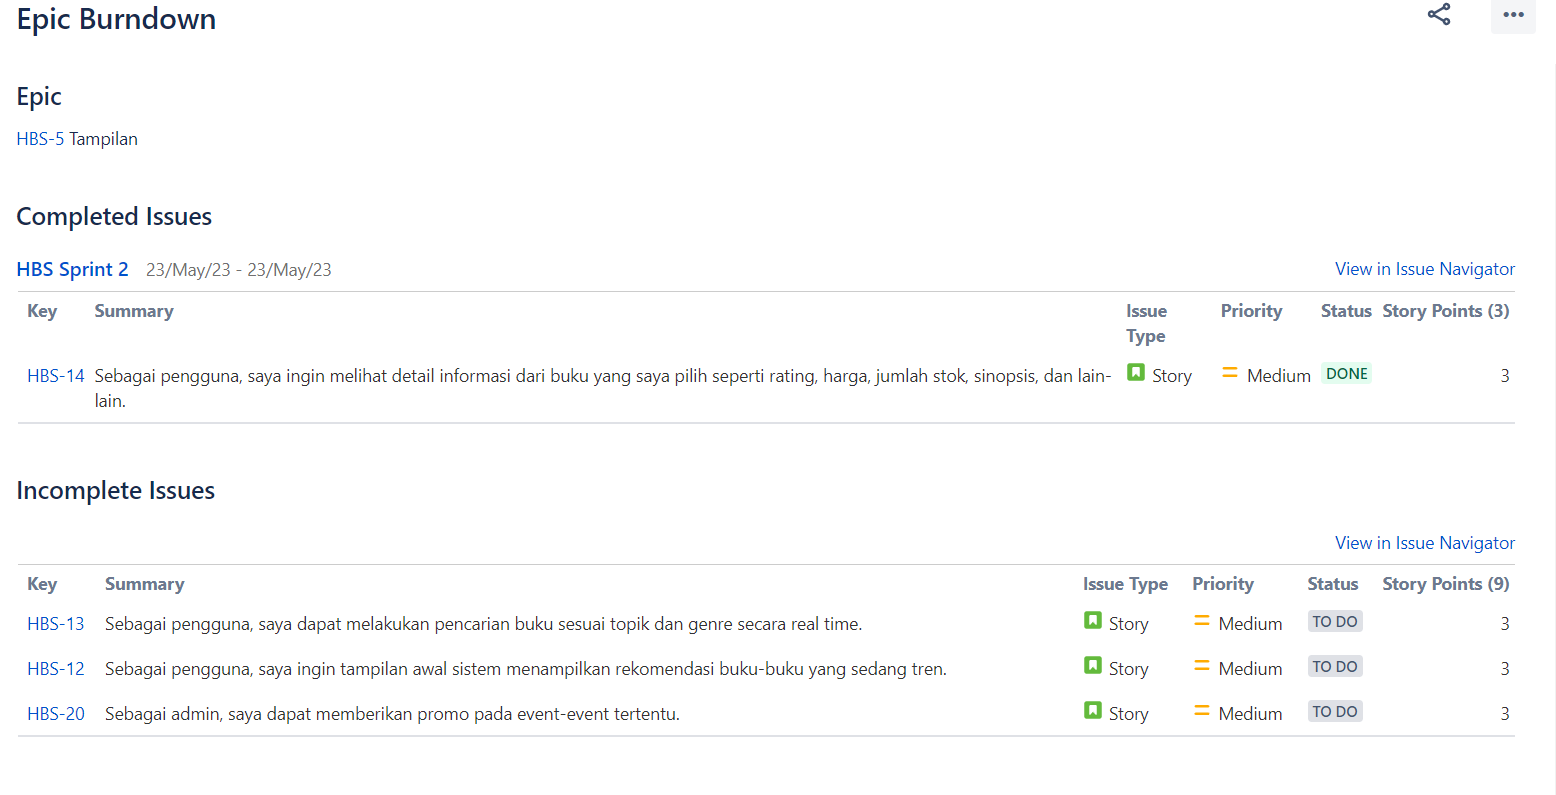 Epic Burndown
Epic
HBS-5 Tampilan
Completed Issues
HBS Sprint 2 23/May/23 - 23/May/23 View in Issue Navigator
Key Summary Issue Type Priority Status Story Points (3)
HBS-14 Sebagai pengguna, saya ingin melihat detail informasi dari buku yang saya pilih seperti rating, harga, jumlah stok, sinopsis, dan lain- Story Medium DONE 3
lain.
Incomplete Issues
View in Issue Navigator
Key Summary Issue Type Priority Status Story Points (9)
HBS-13 Sebagai pengguna, saya dapat melakukan pencarian buku sesuai topik dan genre secara real time. Story Medium TO DO 3
HBS-12 Sebagai pengguna, saya ingin tampilan awal sistem menampilkan rekomendasi buku-buku yang sedang tren. Story Medium TO DO 3
HBS-20 Sebagai admin, saya dapat memberikan promo pada event-event tertentu. Story Medium TO DO 3